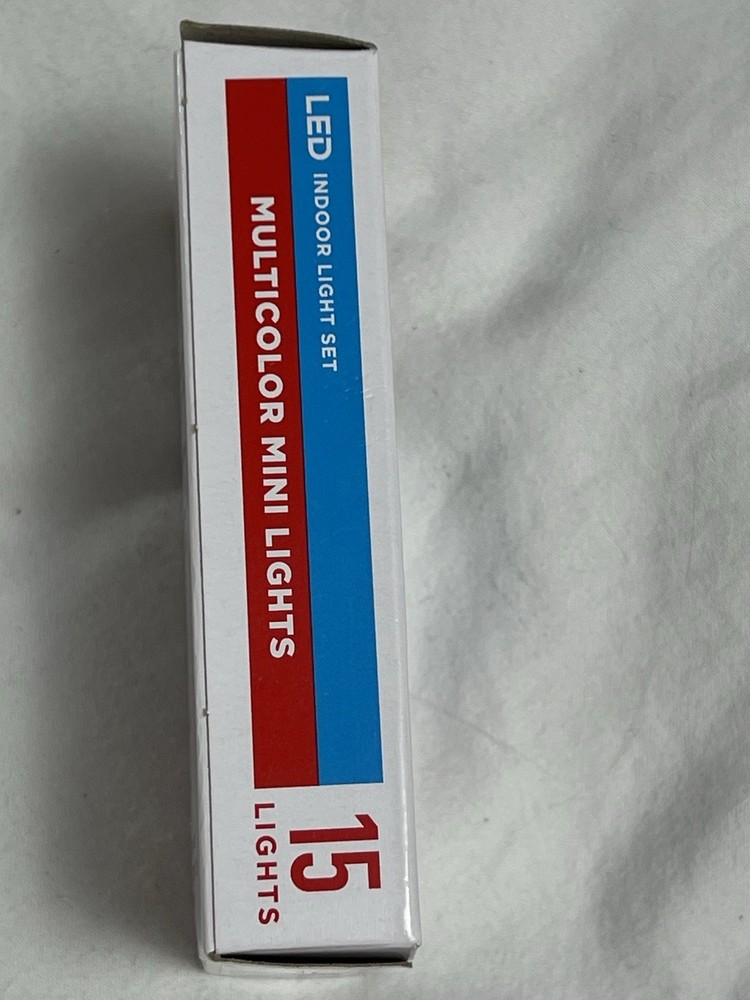 LED INDOOR LIGHT SET
MULTICOLOR MINI LIGHTS
15
LIGHTS